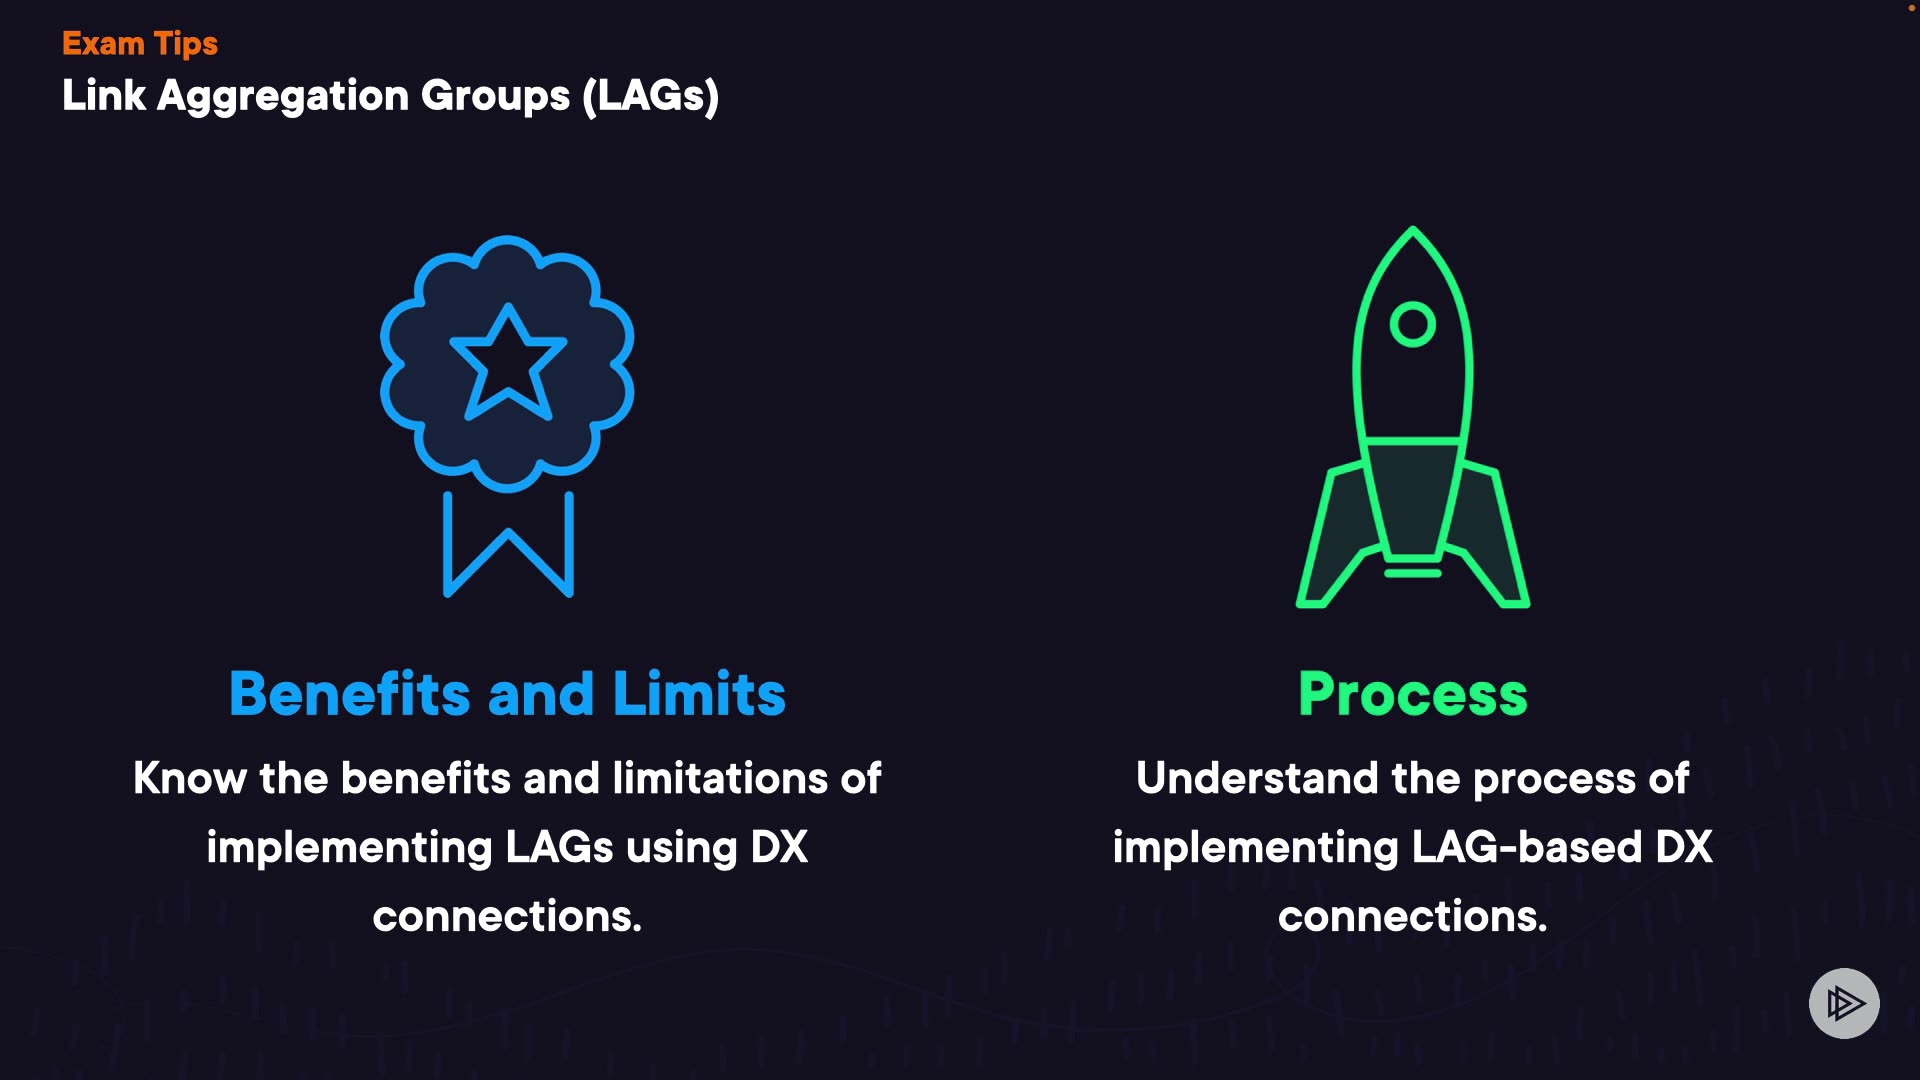 Exam Tips
Link Aggregation Groups (LAGs)
Benefits and Limits
Know the benefits and limitations of
implementing LAGs using DX
connections.
Process
Understand the process of
implementing LAG-based DX
connections.